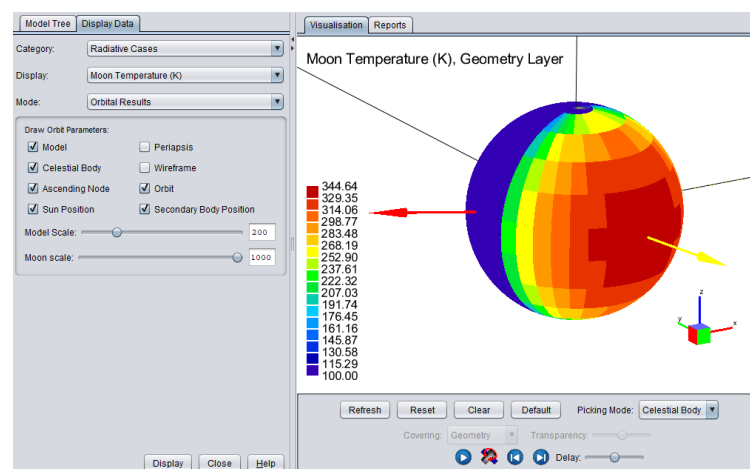 Model Tree
Display Data
Category:
Radiative Cases
Display:
Moon Temperature (K)
Mode:
Orbital Results
Draw Orbit Parameters:
Model
Periapsis
Celestial Body
Wireframe
Ascending Node
Orbit
Sun Position
Secondary Body Position
Model Scale:
200
Moon scale:
1000
Display
Close
Help
Visualisation
Reports
Moon Temperature (K), Geometry Layer
344.64
329.35
314.06
298.77
283.48
268.19
252.90
237.61
222.32
207.03
191.74
176.45
161.16
145.87
130.58
115.29
100.00
z
y
x
Refresh
Reset
Clear
Default
Picking Mode:
Celestial Body
Covering:
Geometry
Transparency:
Delay: